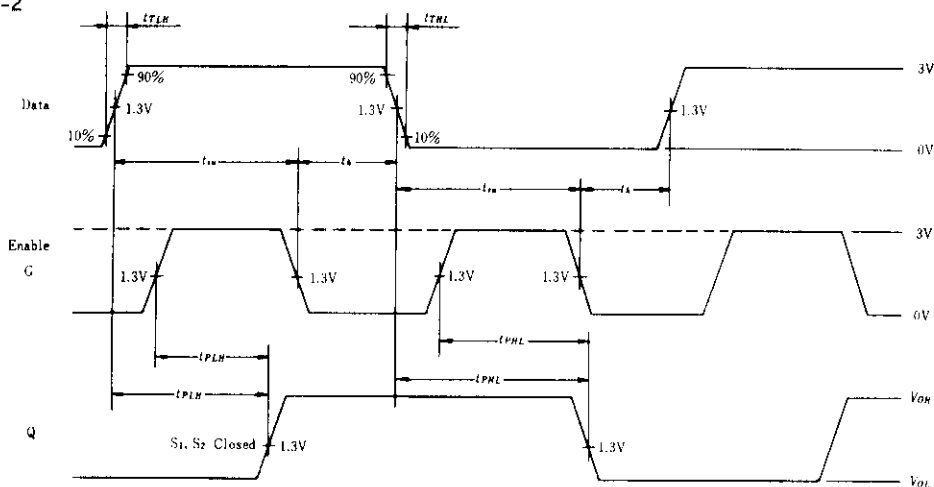 -2
tTLH tTHL
90% 90% 3V
Data 1.3V 1.3V 1.3V
10% 10%
0V
tsu th tsu th
Enable 3V
G 1.3V 1.3V 1.3V 1.3V
0V
tPLH tPHL
tPLH tPHL
VOH
Q S1, S2 Closed 1.3V 1.3V
VOL